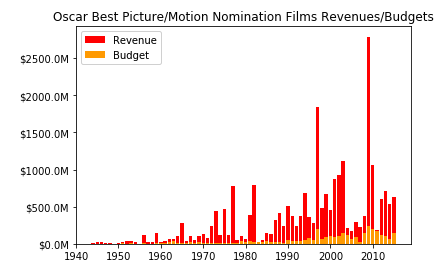 Oscar Best Picture/Motion Nomination Films Revenues/Budgets
Revenue
Budget
$2500.0M
$2000.0M
$1500.0M
$1000.0M
$500.0M
$0.0M
1940 1950 1960 1970 1980 1990 2000 2010